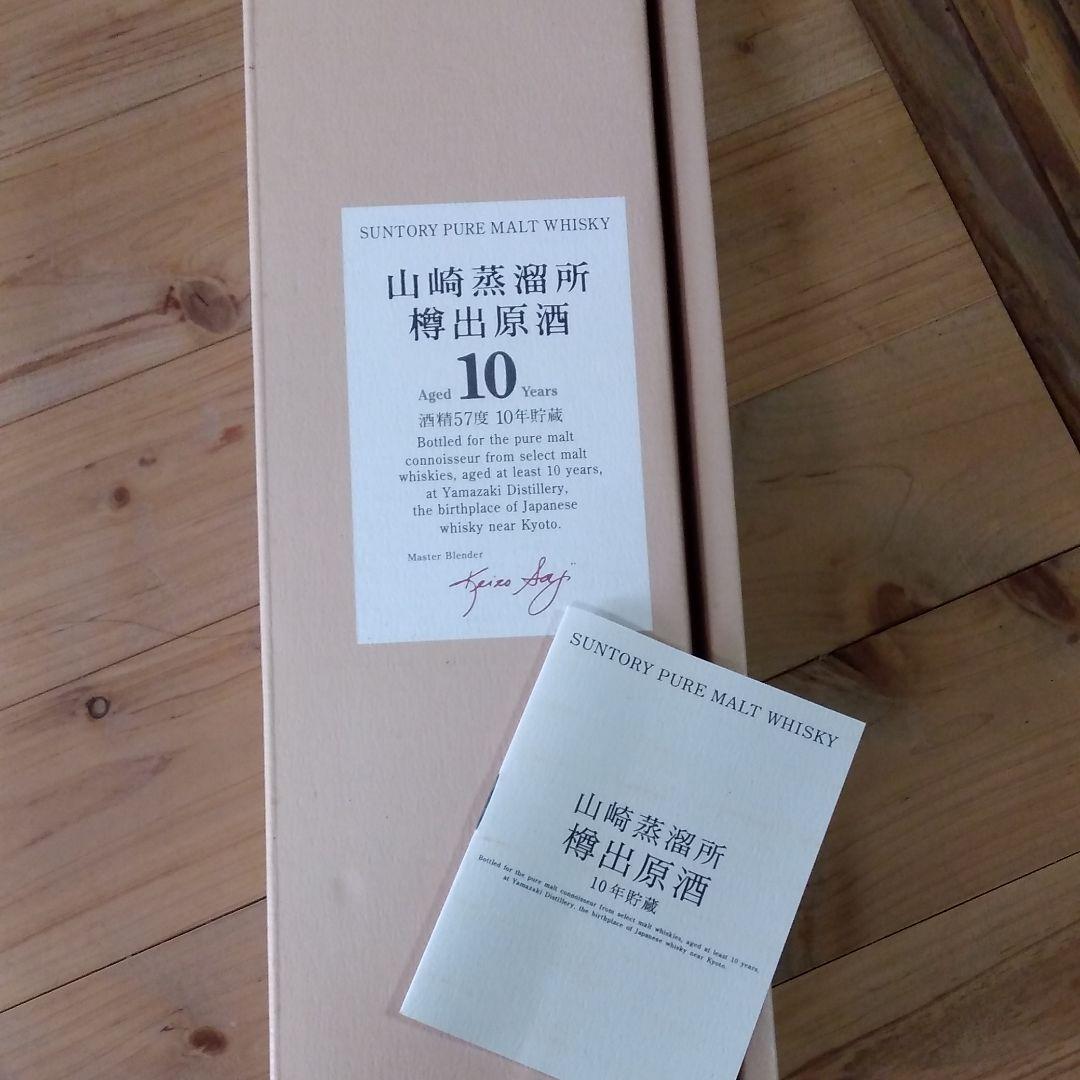 SUNTORY PURE MALT WHISKY
山崎蒸溜所
樽出原酒
Aged 10 Years
酒精57度 10年貯蔵
Bottled for the pure malt
connoisseur from select malt
whiskies, aged at least 10 years,
at Yamazaki Distillery,
the birthplace of Japanese
whisky near Kyoto.
Master Blender
Keizo Saji
SUNTORY PURE MALT WHISKY
山崎蒸溜所
樽出原酒
10年貯蔵
Bottled for the pure malt connoisseur from select malt whiskies, aged at least 10 years,
at Yamazaki Distillery, the birthplace of Japanese whisky near Kyoto.